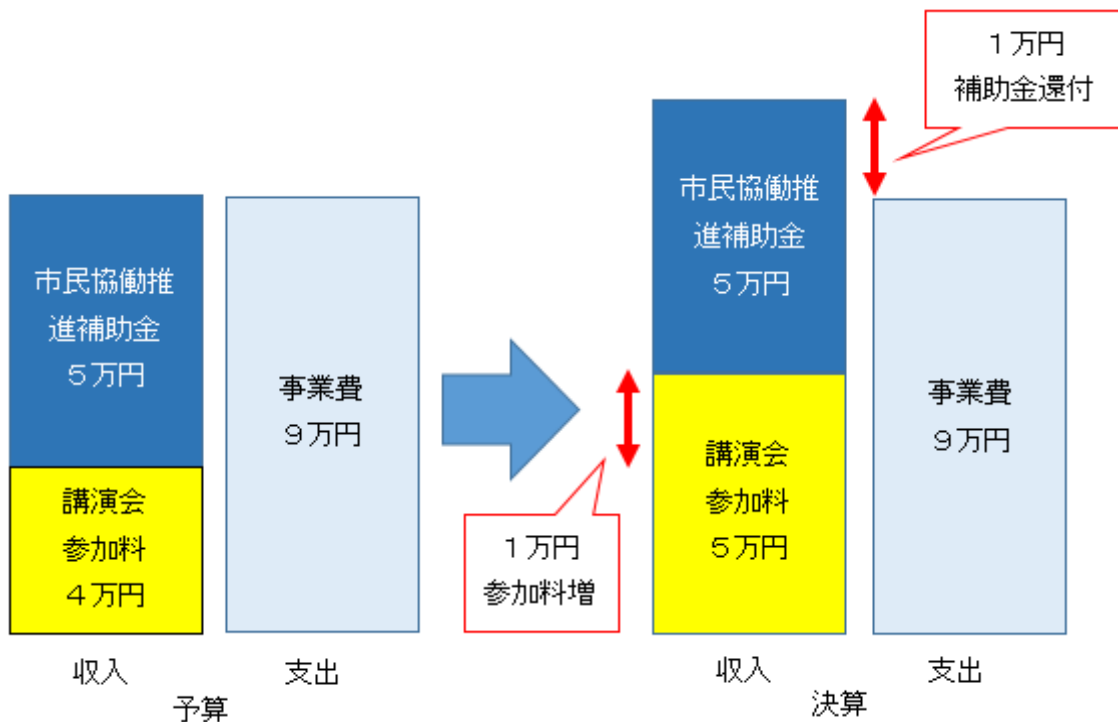 市民協働推
進補助金
５万円
講演会
参加料
４万円
事業費
９万円
収入
支出
予算
１万円
参加料増
市民協働推
進補助金
５万円
講演会
参加料
５万円
１万円
補助金還付
事業費
９万円
収入
支出
決算